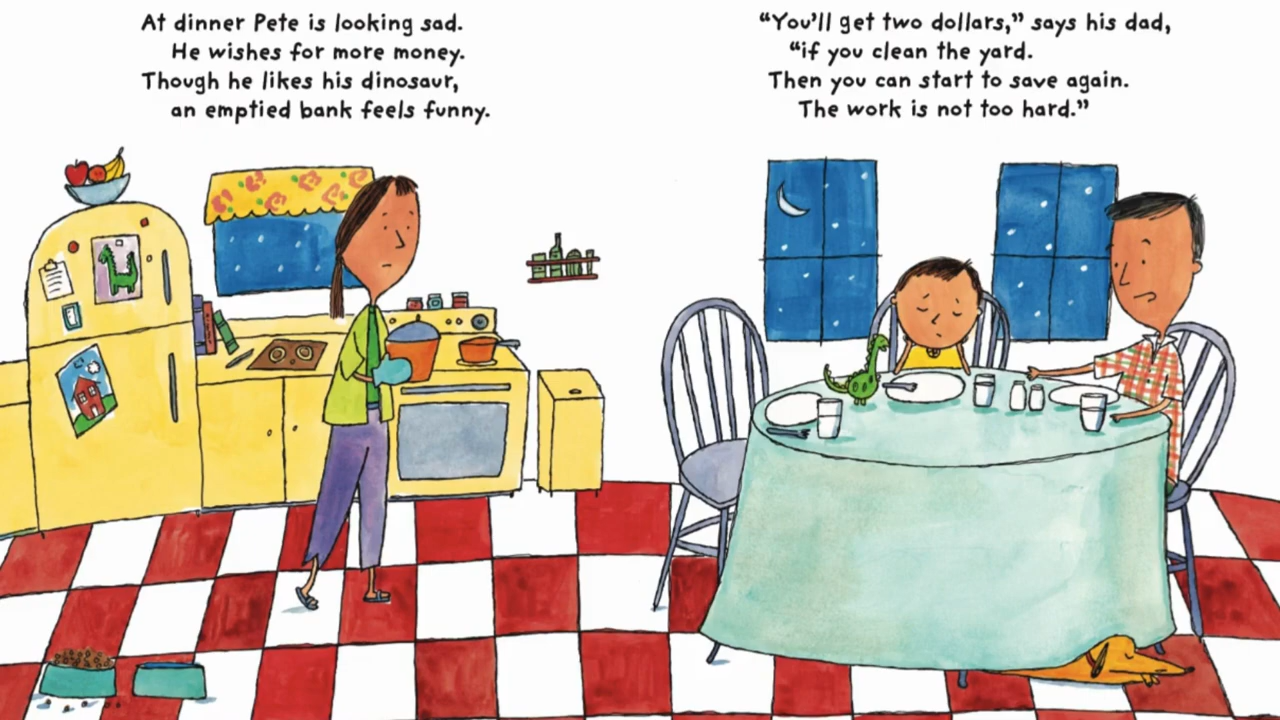 At dinner Pete is looking sad.
He wishes for more money.
Though he likes his dinosaur,
an emptied bank feels funny.
“You’ll get two dollars,” says his dad,
“if you clean the yard.
Then you can start to save again.
The work is not too hard.”